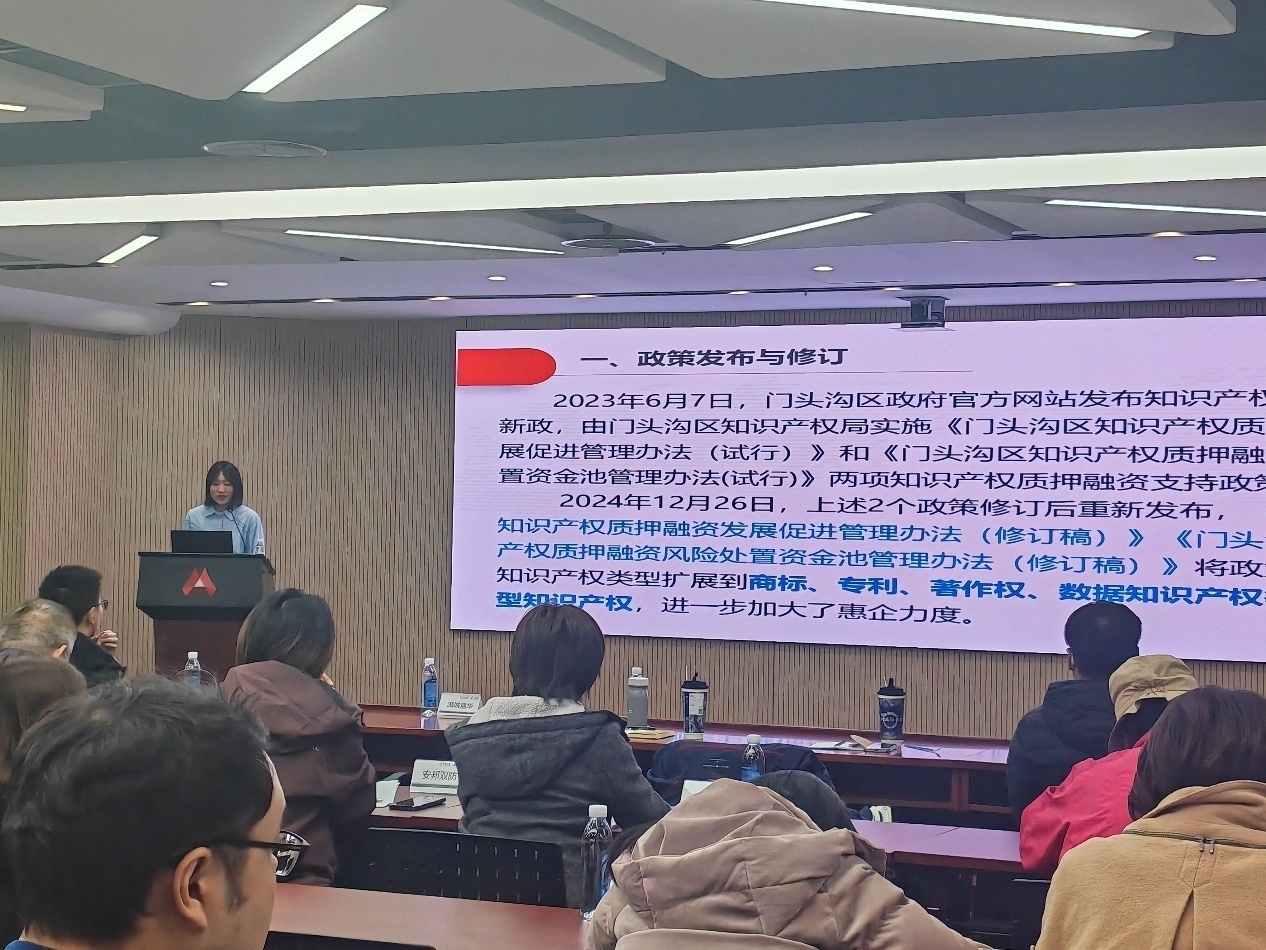 一、政策发布与修订
2023年6月7日，门头沟区政府官方网站发布知识产权
新政，由门头沟区知识产权局实施《门头沟区知识产权质
展促进管理办法（试行）》和《门头沟区知识产权质押融
置资金池管理办法(试行)》两项知识产权质押融资支持政策
2024年12月26日，上述2个政策修订后重新发布，
知识产权质押融资发展促进管理办法（修订稿）》《门头
产权质押融资风险处置资金池管理办法（修订稿）》将政
知识产权类型扩展到商标、专利、著作权、数据知识产权
型知识产权，进一步加大了惠企力度。
安邦双防